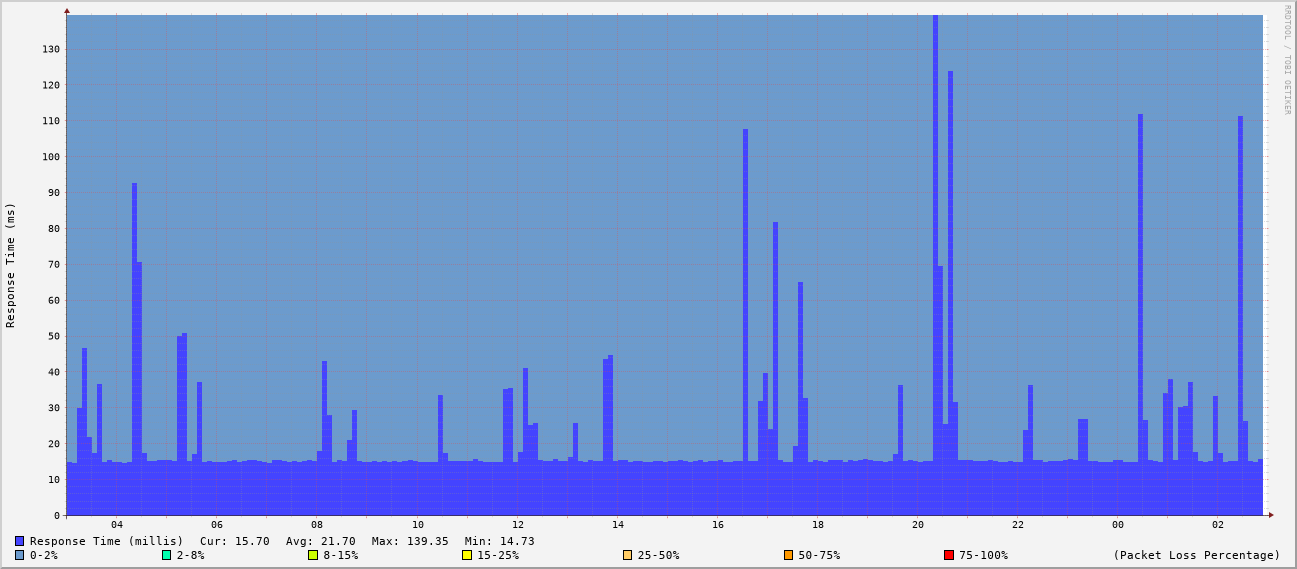 RRDTOOL / TOBI OETIKER
Response Time (ms)
130
120
110
100
90
80
70
60
50
40
30
20
10
0
04 06 08 10 12 14 16 18 20 22 00 02
Response Time (millis) Cur: 15.70 Avg: 21.70 Max: 139.35 Min: 14.73
0-2% 2-8% 8-15% 15-25% 25-50% 50-75% 75-100% (Packet Loss Percentage)